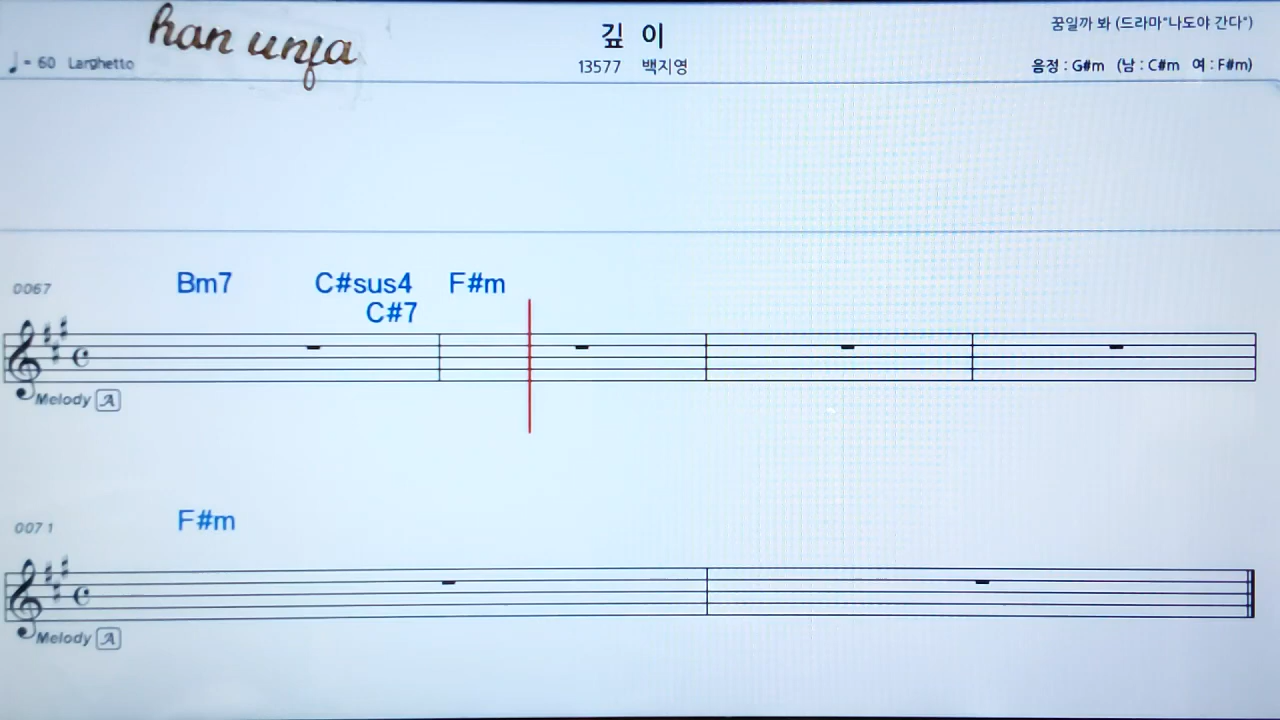 han unfa
깊 이
꿈일까 봐 (드라마"나도야 간다")
♩= 60 Larghetto
13577 백지영
음정 : G#m (남 : C#m 여 : F#m)
0067 Bm7 C#sus4 F#m
C#7
Melody A
0071 F#m
Melody A